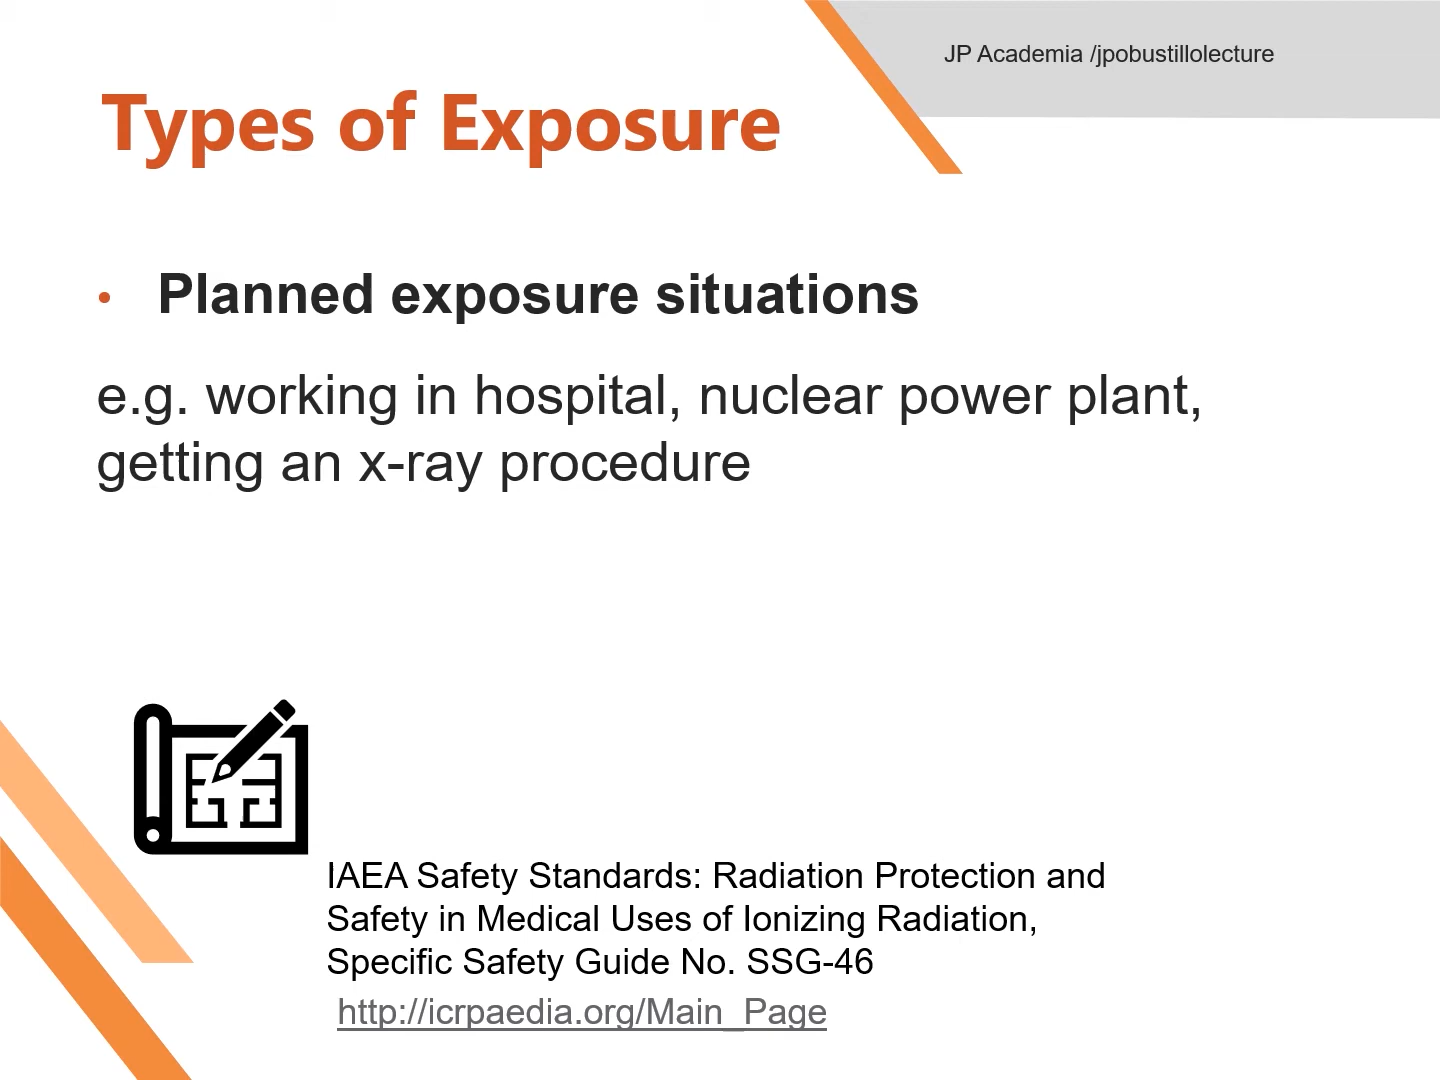 JP Academia /jpobustillolecture
Types of Exposure
• Planned exposure situations
e.g. working in hospital, nuclear power plant,
getting an x-ray procedure
IAEA Safety Standards: Radiation Protection and
Safety in Medical Uses of Ionizing Radiation,
Specific Safety Guide No. SSG-46
http://icrpaedia.org/Main_Page